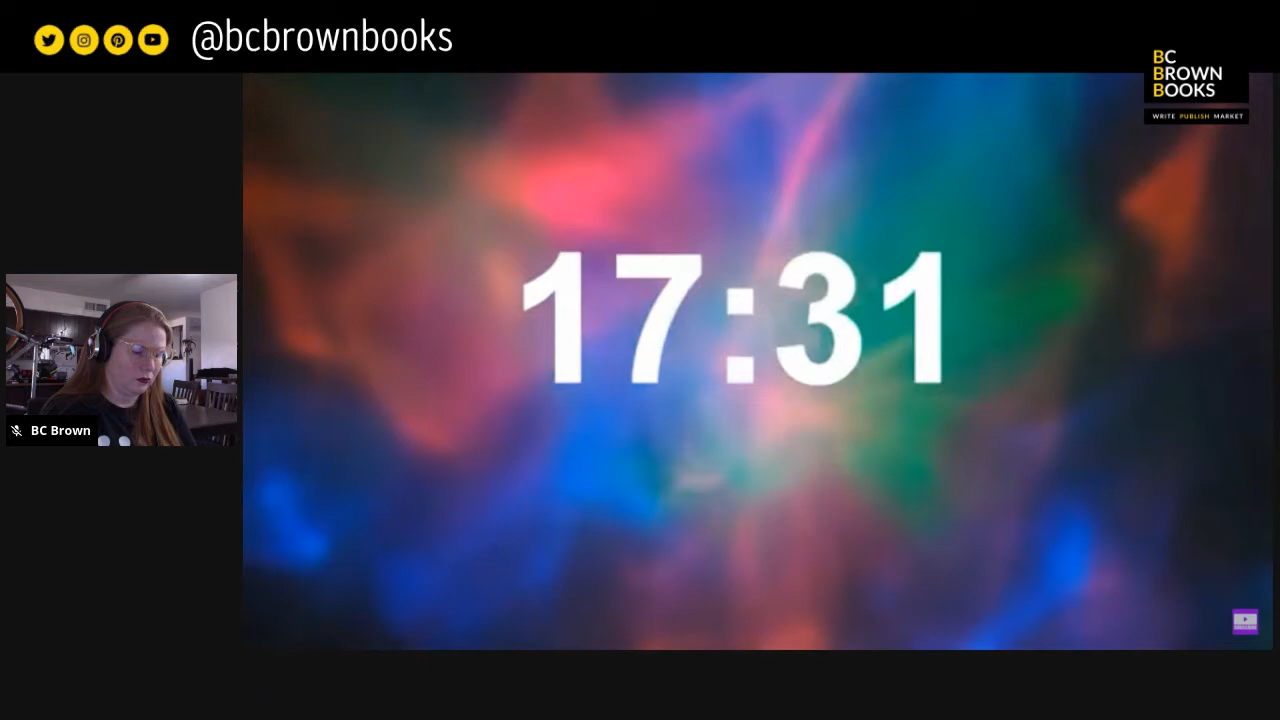 @bcbrownbooks
BC
BROWN
BOOKS
WRITE PUBLISH MARKET
17:31
BC Brown